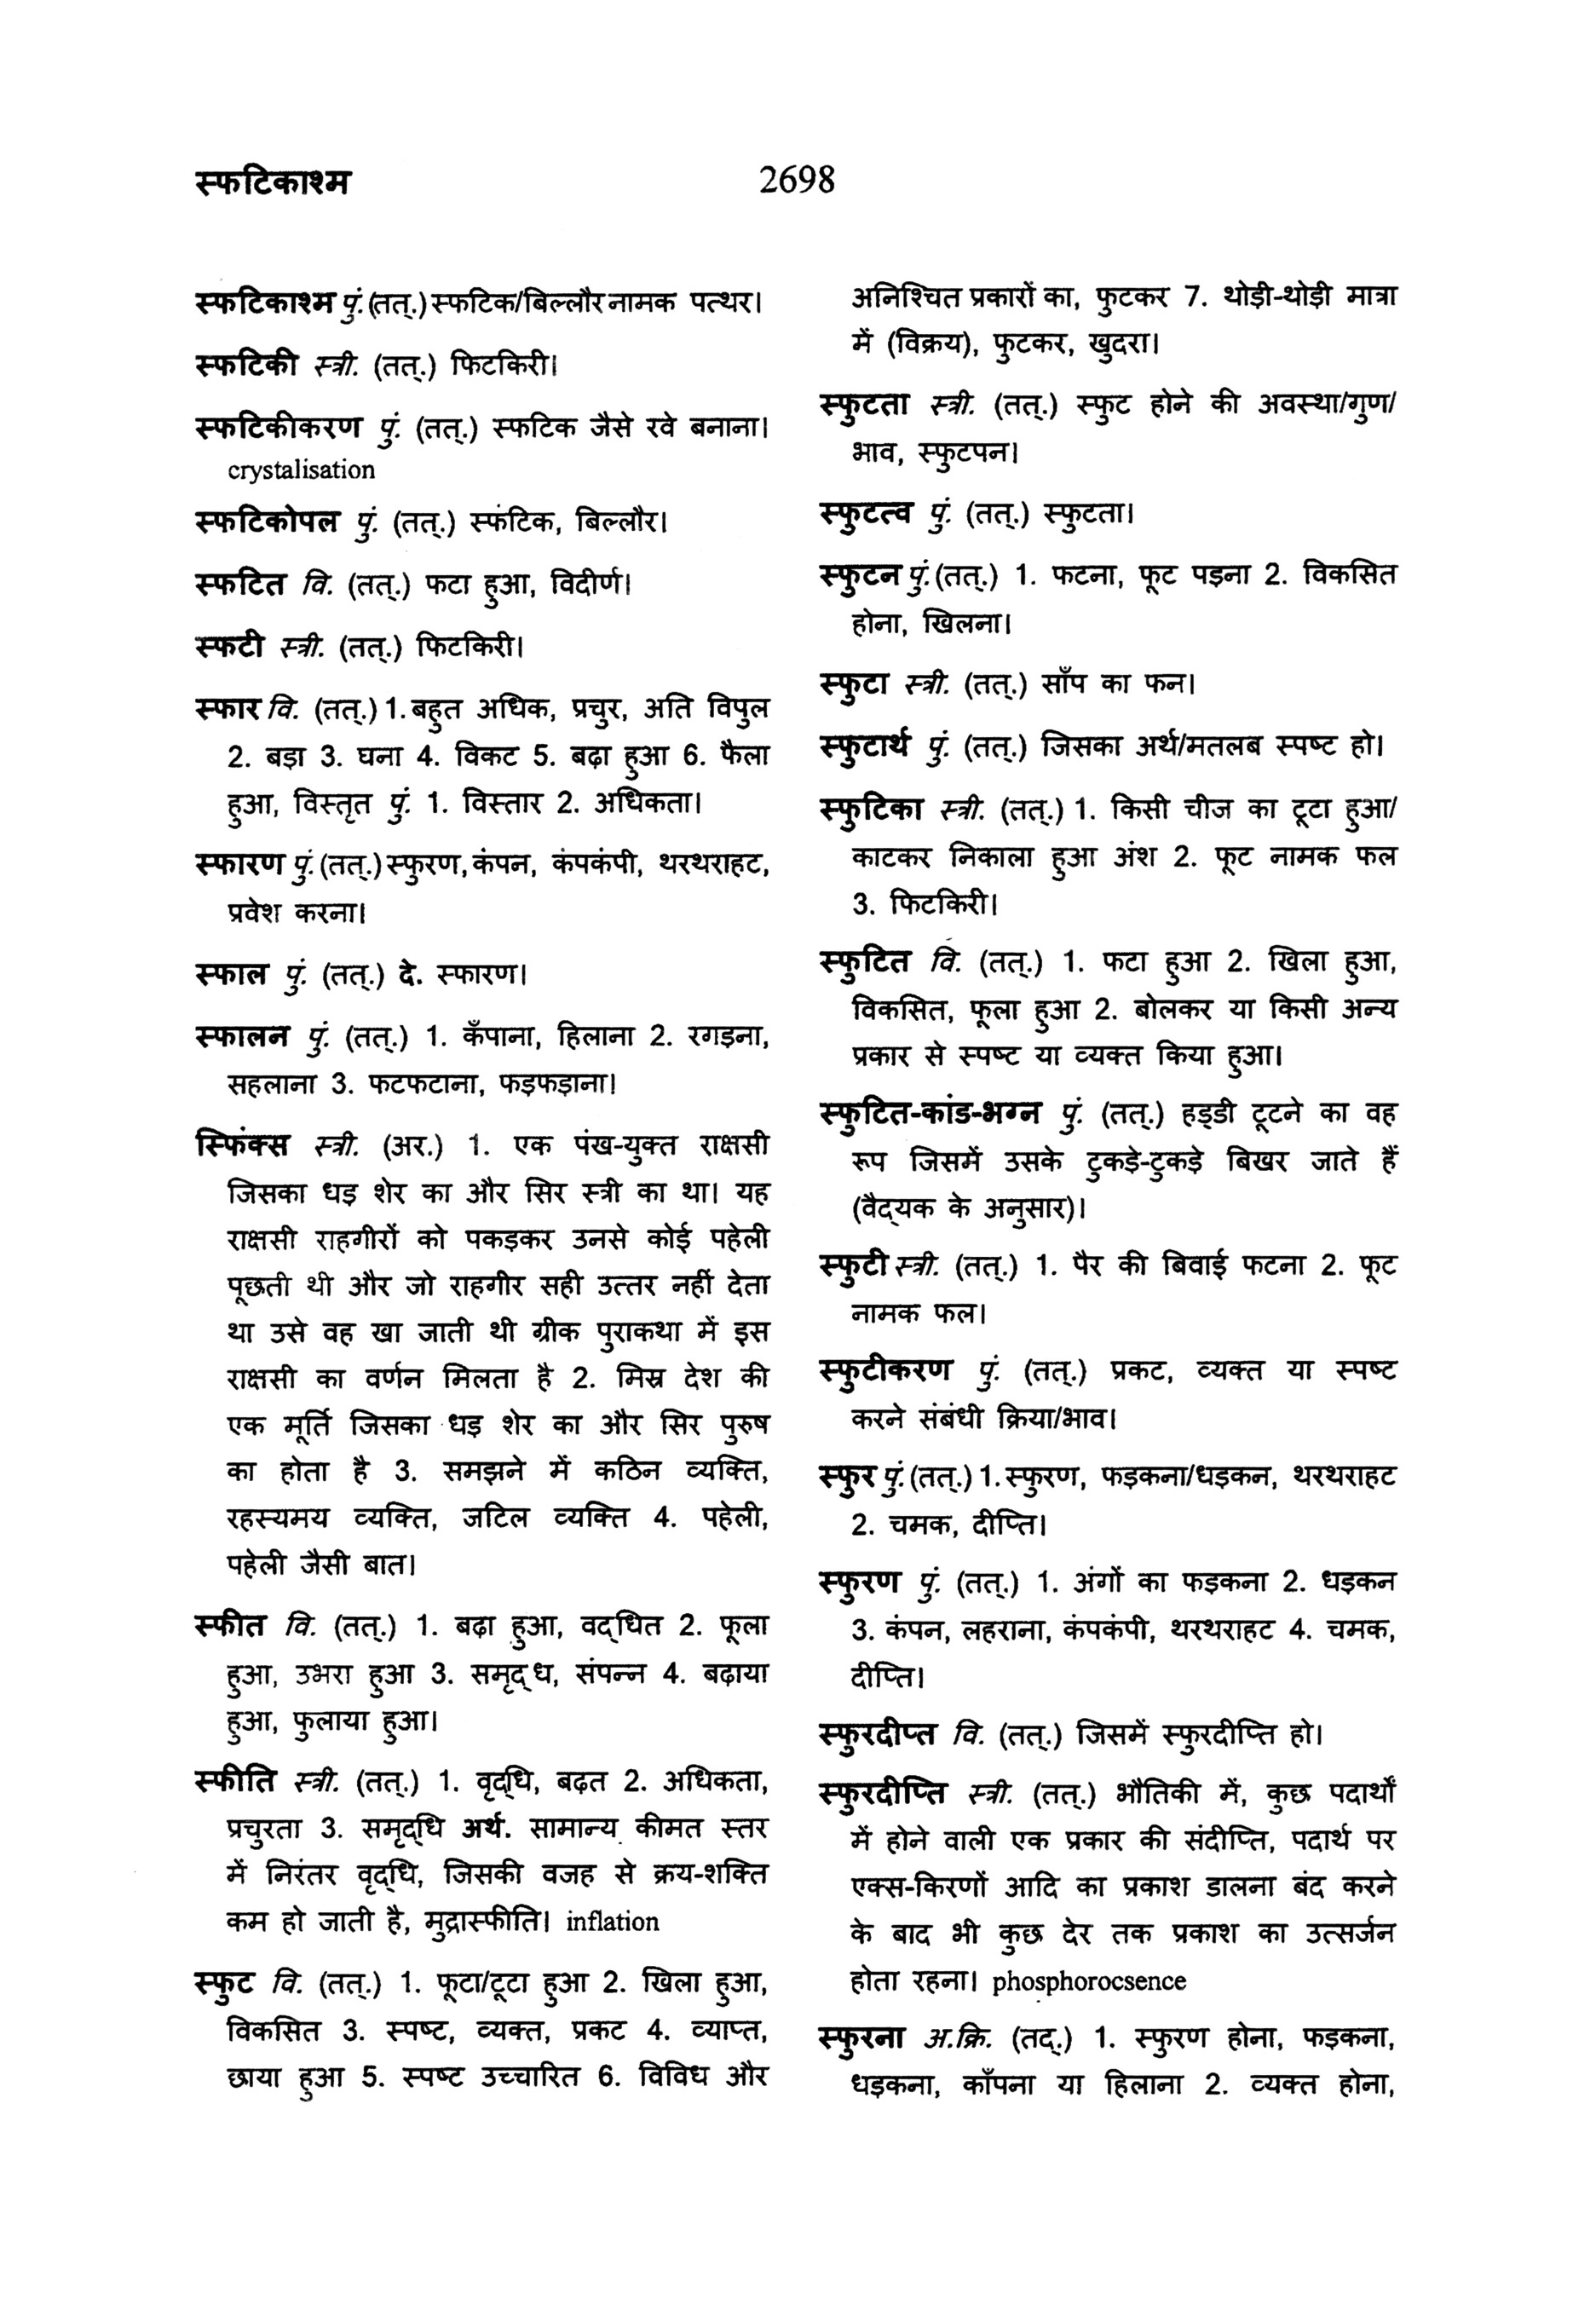 स्फटिकाश्म
2698
स्फटिकाश्म पुं.(तत्.)स्फटिक/बिल्लौर नामक पत्थर।
स्फटिकी स्त्री. (तत्.) फिटकिरी।
स्फटिकीकरण पुं. (तत्.) स्फटिक जैसे रवे बनाना।
crystalisation
स्फटिकोपल पुं. (तत्.) स्फंटिक, बिल्लौर।
स्फटित वि. (तत्.) फटा हुआ, विदीर्ण।
स्फटी स्त्री. (तत्.) फिटकिरी।
स्फार वि. (तत्.) 1. बहुत अधिक, प्रचुर, अति विपुल
2. बड़ा 3. घना 4. विकट 5. बढ़ा हुआ 6. फैला
हुआ, विस्तृत पुं. 1. विस्तार 2. अधिकता।
स्फारण पुं. (तत्.) स्फुरण, कंपन, कंपकंपी, थरथराहट,
प्रवेश करना।
स्फाल पुं. (तत्.) दे. स्फारण।
स्फालन पुं. (तत्.) 1. कँपाना, हिलाना 2. रगड़ना,
सहलाना 3. फटफटाना, फड़फड़ाना।
स्फिंक्स स्त्री. (अर.) 1. एक पंख-युक्त राक्षसी
जिसका धड़ शेर का और सिर स्त्री का था। यह
राक्षसी राहगीरों को पकड़कर उनसे कोई पहेली
पूछती थी और जो राहगीर सही उत्तर नहीं देता
था उसे वह खा जाती थी ग्रीक पुराकथा में इस
राक्षसी का वर्णन मिलता है 2. मिस्र देश की
एक मूर्ति जिसका धड़ शेर का और सिर पुरुष
का होता है 3. समझने में कठिन व्यक्ति,
रहस्यमय व्यक्ति, जटिल व्यक्ति 4. पहेली,
पहेली जैसी बात।
स्फीत वि. (तत्.) 1. बढ़ा हुआ, वद्धित 2. फूला
हुआ, उभरा हुआ 3. समृद्ध, संपन्न 4. बढ़ाया
हुआ, फुलाया हुआ।
स्फीति स्त्री. (तत्.) 1. वृद्धि, बढ़त 2. अधिकता,
प्रचुरता 3. समृद्धि अर्थ. सामान्य कीमत स्तर
में निरंतर वृद्धि, जिसकी वजह से क्रय-शक्ति
कम हो जाती है, मुद्रास्फीति। inflation
स्फुट वि. (तत्.) 1. फूटा/टूटा हुआ 2. खिला हुआ,
विकसित 3. स्पष्ट, व्यक्त, प्रकट 4. व्याप्त,
छाया हुआ 5. स्पष्ट उच्चारित 6. विविध और
अनिश्चित प्रकारों का, फुटकर 7. थोड़ी-थोड़ी मात्रा
में (विक्रय), फुटकर, खुदरा।
स्फुटता स्त्री. (तत्.) स्फुट होने की अवस्था/गुण/
भाव, स्फुटपन।
स्फुटत्व पुं. (तत्.) स्फुटता।
स्फुटन पुं. (तत्.) 1. फटना, फूट पड़ना 2. विकसित
होना, खिलना।
स्फुटा स्त्री. (तत्.) साँप का फन।
स्फुटार्थ पुं. (तत्.) जिसका अर्थ/मतलब स्पष्ट हो।
स्फुटिका स्त्री. (तत्.) 1. किसी चीज का टूटा हुआ/
काटकर निकाला हुआ अंश 2. फूट नामक फल
3. फिटकिरी।
स्फुटित वि. (तत्.) 1. फटा हुआ 2. खिला हुआ,
विकसित, फूला हुआ 2. बोलकर या किसी अन्य
प्रकार से स्पष्ट या व्यक्त किया हुआ।
स्फुटित-कांड-भग्न पुं. (तत्.) हड्डी टूटने का वह
रूप जिसमें उसके टुकड़े-टुकड़े बिखर जाते हैं
(वैद्यक के अनुसार)।
स्फुटी स्त्री. (तत्.) 1. पैर की बिवाई फटना 2. फूट
नामक फल।
स्फुटीकरण पुं. (तत्.) प्रकट, व्यक्त या स्पष्ट
करने संबंधी क्रिया/भाव।
स्फुर पुं. (तत्.) 1. स्फुरण, फड़कना/धड़कन, थरथराहट
2. चमक, दीप्ति।
स्फुरण पुं. (तत्.) 1. अंगों का फड़कना 2. धड़कन
3. कंपन, लहराना, कंपकंपी, थरथराहट 4. चमक,
दीप्ति।
स्फुरदीप्त वि. (तत्.) जिसमें स्फुरदीप्ति हो।
स्फुरदीप्ति स्त्री. (तत्.) भौतिकी में, कुछ पदार्थों
में होने वाली एक प्रकार की संदीप्ति, पदार्थ पर
एक्स-किरणों आदि का प्रकाश डालना बंद करने
के बाद भी कुछ देर तक प्रकाश का उत्सर्जन
होता रहना। phosphorocsence
स्फुरना अ.क्रि. (तद्.) 1. स्फुरण होना, फड़कना,
धड़कना, काँपना या हिलाना 2. व्यक्त होना,